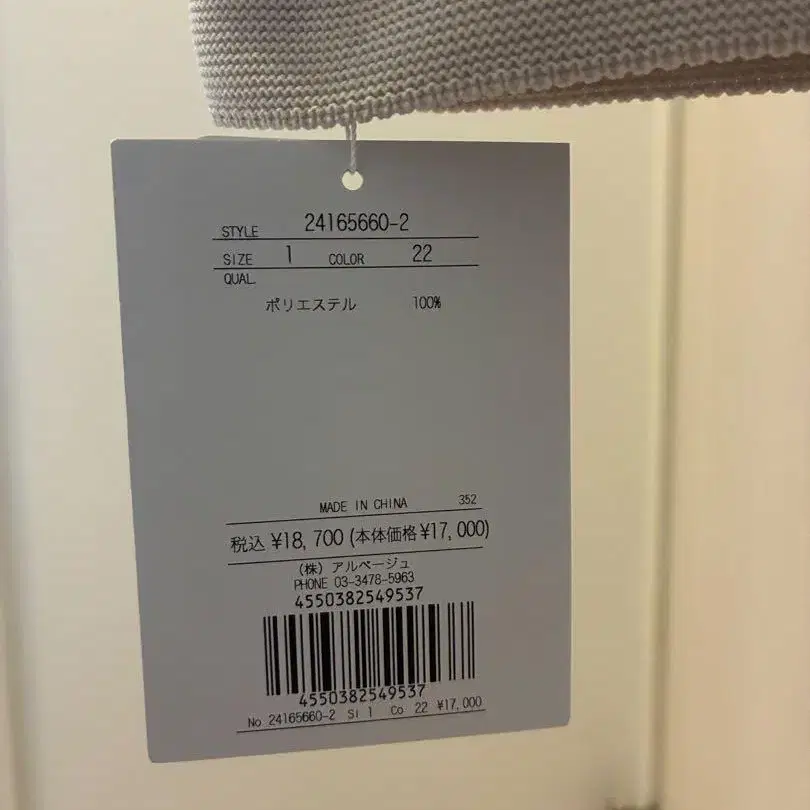 STYLE 24165660-2
SIZE 1 COLOR 22
QUAL.
ポリエステル 100%
MADE IN CHINA 352
税込 ¥18,700 (本体価格¥17,000)
(株) アルページュ
PHONE 03-3478-5963
4550382549537
4550382549537
No 24165660-2 Si 1 Co 22 ¥17,000